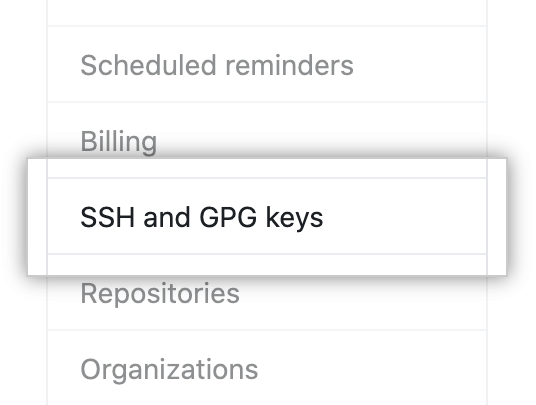 Scheduled reminders
Billing
SSH and GPG keys
Repositories
Organizations